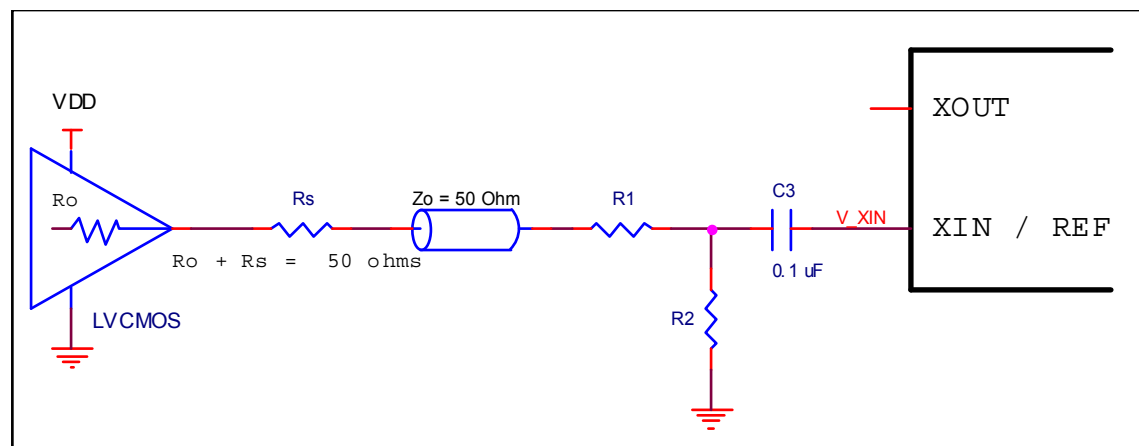 VDD
XOUT
Ro
Rs
Zo = 50 Ohm
R1
C3
V_XIN
XIN / REF
Ro + Rs = 50 ohms
0.1 uF
LVCMOS
R2